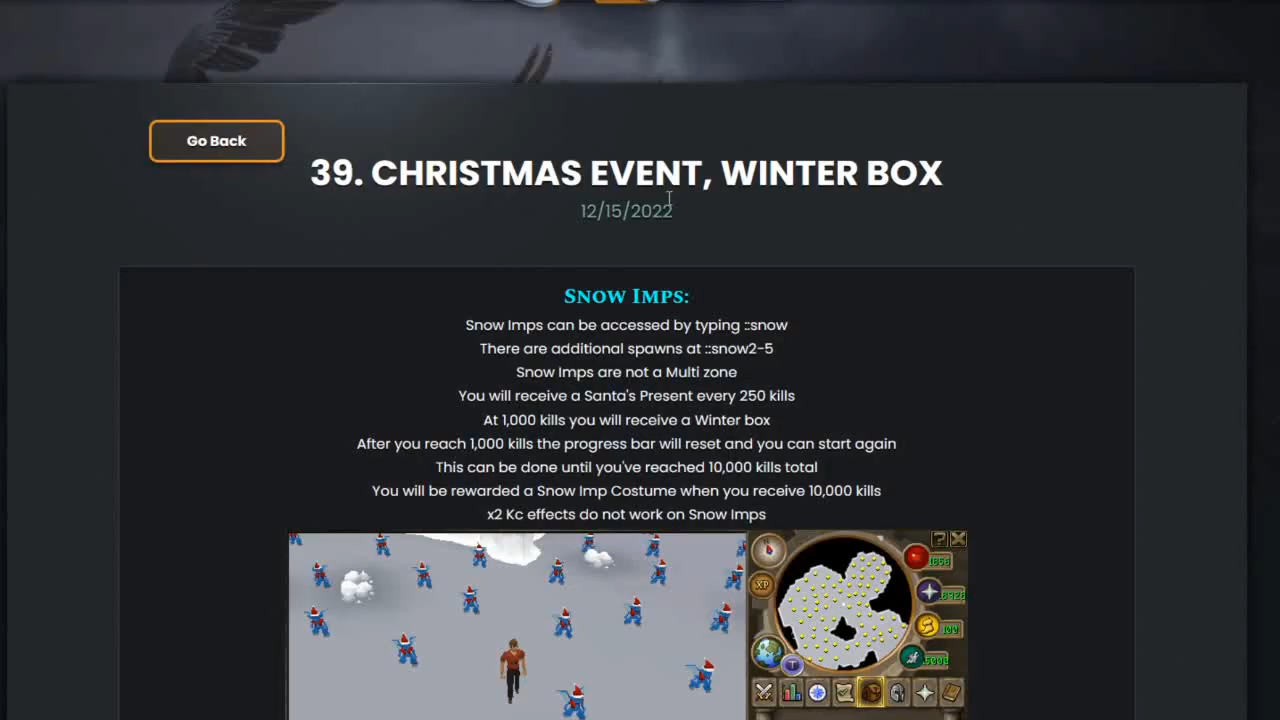 Go Back
39. CHRISTMAS EVENT, WINTER BOX
12/15/2022
SNOW IMPS:
Snow Imps can be accessed by typing ::snow
There are additional spawns at ::snow2-5
Snow Imps are not a Multi zone
You will receive a Santa's Present every 250 kills
At 1,000 kills you will receive a Winter box
After you reach 1,000 kills the progress bar will reset and you can start again
This can be done until you've reached 10,000 kills total
You will be rewarded a Snow Imp Costume when you receive 10,000 kills
x2 Kc effects do not work on Snow Imps
?
XP
100
T